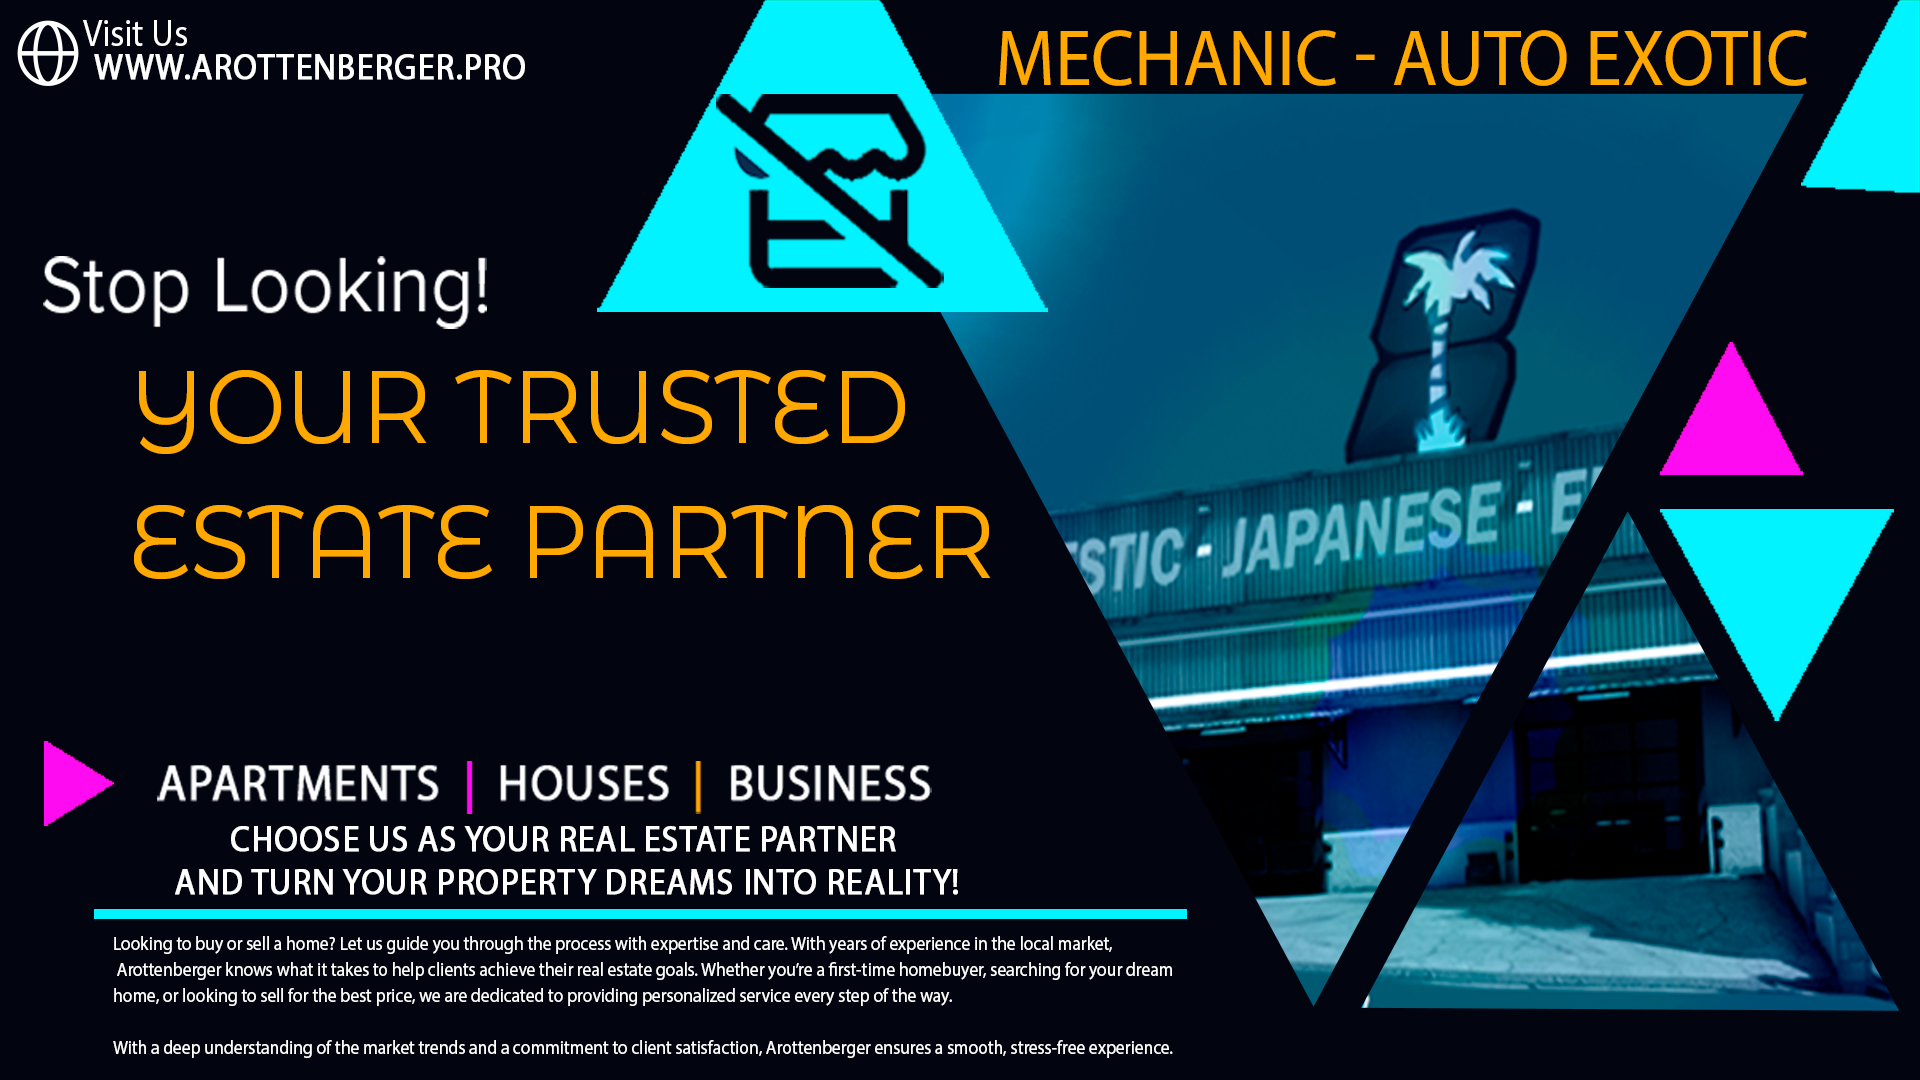 Visit Us
WWW.AROTTENBERGER.PRO
MECHANIC - AUTO EXOTIC
Stop Looking!
YOUR TRUSTED
ESTATE PARTNER
ESTIC - JAPANESE - E
APARTMENTS | HOUSES | BUSINESS
CHOOSE US AS YOUR REAL ESTATE PARTNER
AND TURN YOUR PROPERTY DREAMS INTO REALITY!
Looking to buy or sell a home? Let us guide you through the process with expertise and care. With years of experience in the local market,
Arottenberger knows what it takes to help clients achieve their real estate goals. Whether you're a first-time homebuyer, searching for your dream
home, or looking to sell for the best price, we are dedicated to providing personalized service every step of the way.
With a deep understanding of the market trends and a commitment to client satisfaction, Arottenberger ensures a smooth, stress-free experience.